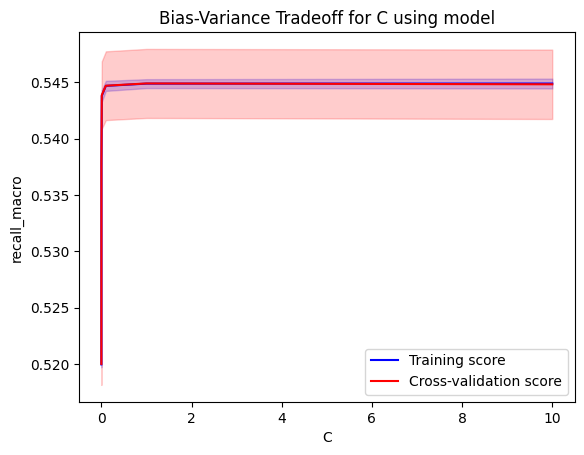 Bias-Variance Tradeoff for C using model
recall_macro
0.545
0.540
0.535
0.530
0.525
0.520
Training score
Cross-validation score
0
2
4
6
8
10
C